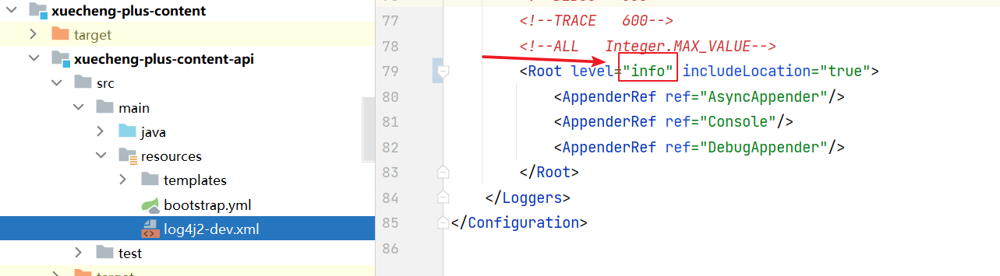 xuecheng-plus-content
target
xuecheng-plus-content-api
src
main
java
resources
templates
bootstrap.yml
log4j2-dev.xml
test
77 <!--TRACE   600-->
78 <!--ALL   Integer.MAX_VALUE-->
79 <Root level="info" includeLocation="true">
80 <AppenderRef ref="AsyncAppender"/>
81 <AppenderRef ref="Console"/>
82 <AppenderRef ref="DebugAppender"/>
83 </Root>
84 </Loggers>
85 </Configuration>
86